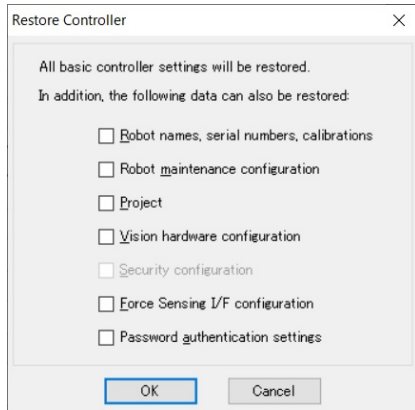 Restore Controller
All basic controller settings will be restored.
In addition, the following data can also be restored:
Robot names, serial numbers, calibrations
Robot maintenance configuration
Project
Vision hardware configuration
Security configuration
Force Sensing I/F configuration
Password authentication settings
OK
Cancel